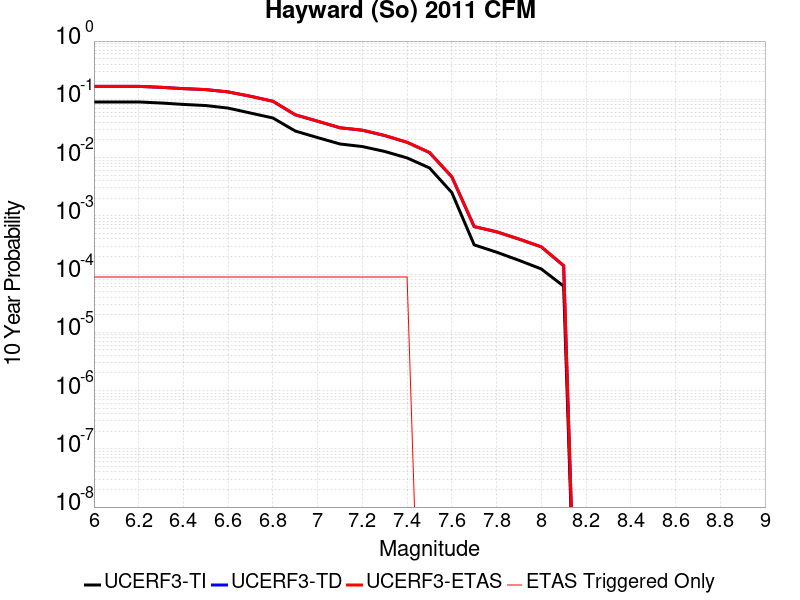 Hayward (So) 2011 CFM
10 Year Probability
10^0
10^-1
10^-2
10^-3
10^-4
10^-5
10^-6
10^-7
10^-8
6 6.2 6.4 6.6 6.8 7 7.2 7.4 7.6 7.8 8 8.2 8.4 8.6 8.8 9
Magnitude
UCERF3-TI UCERF3-TD UCERF3-ETAS ETAS Triggered Only